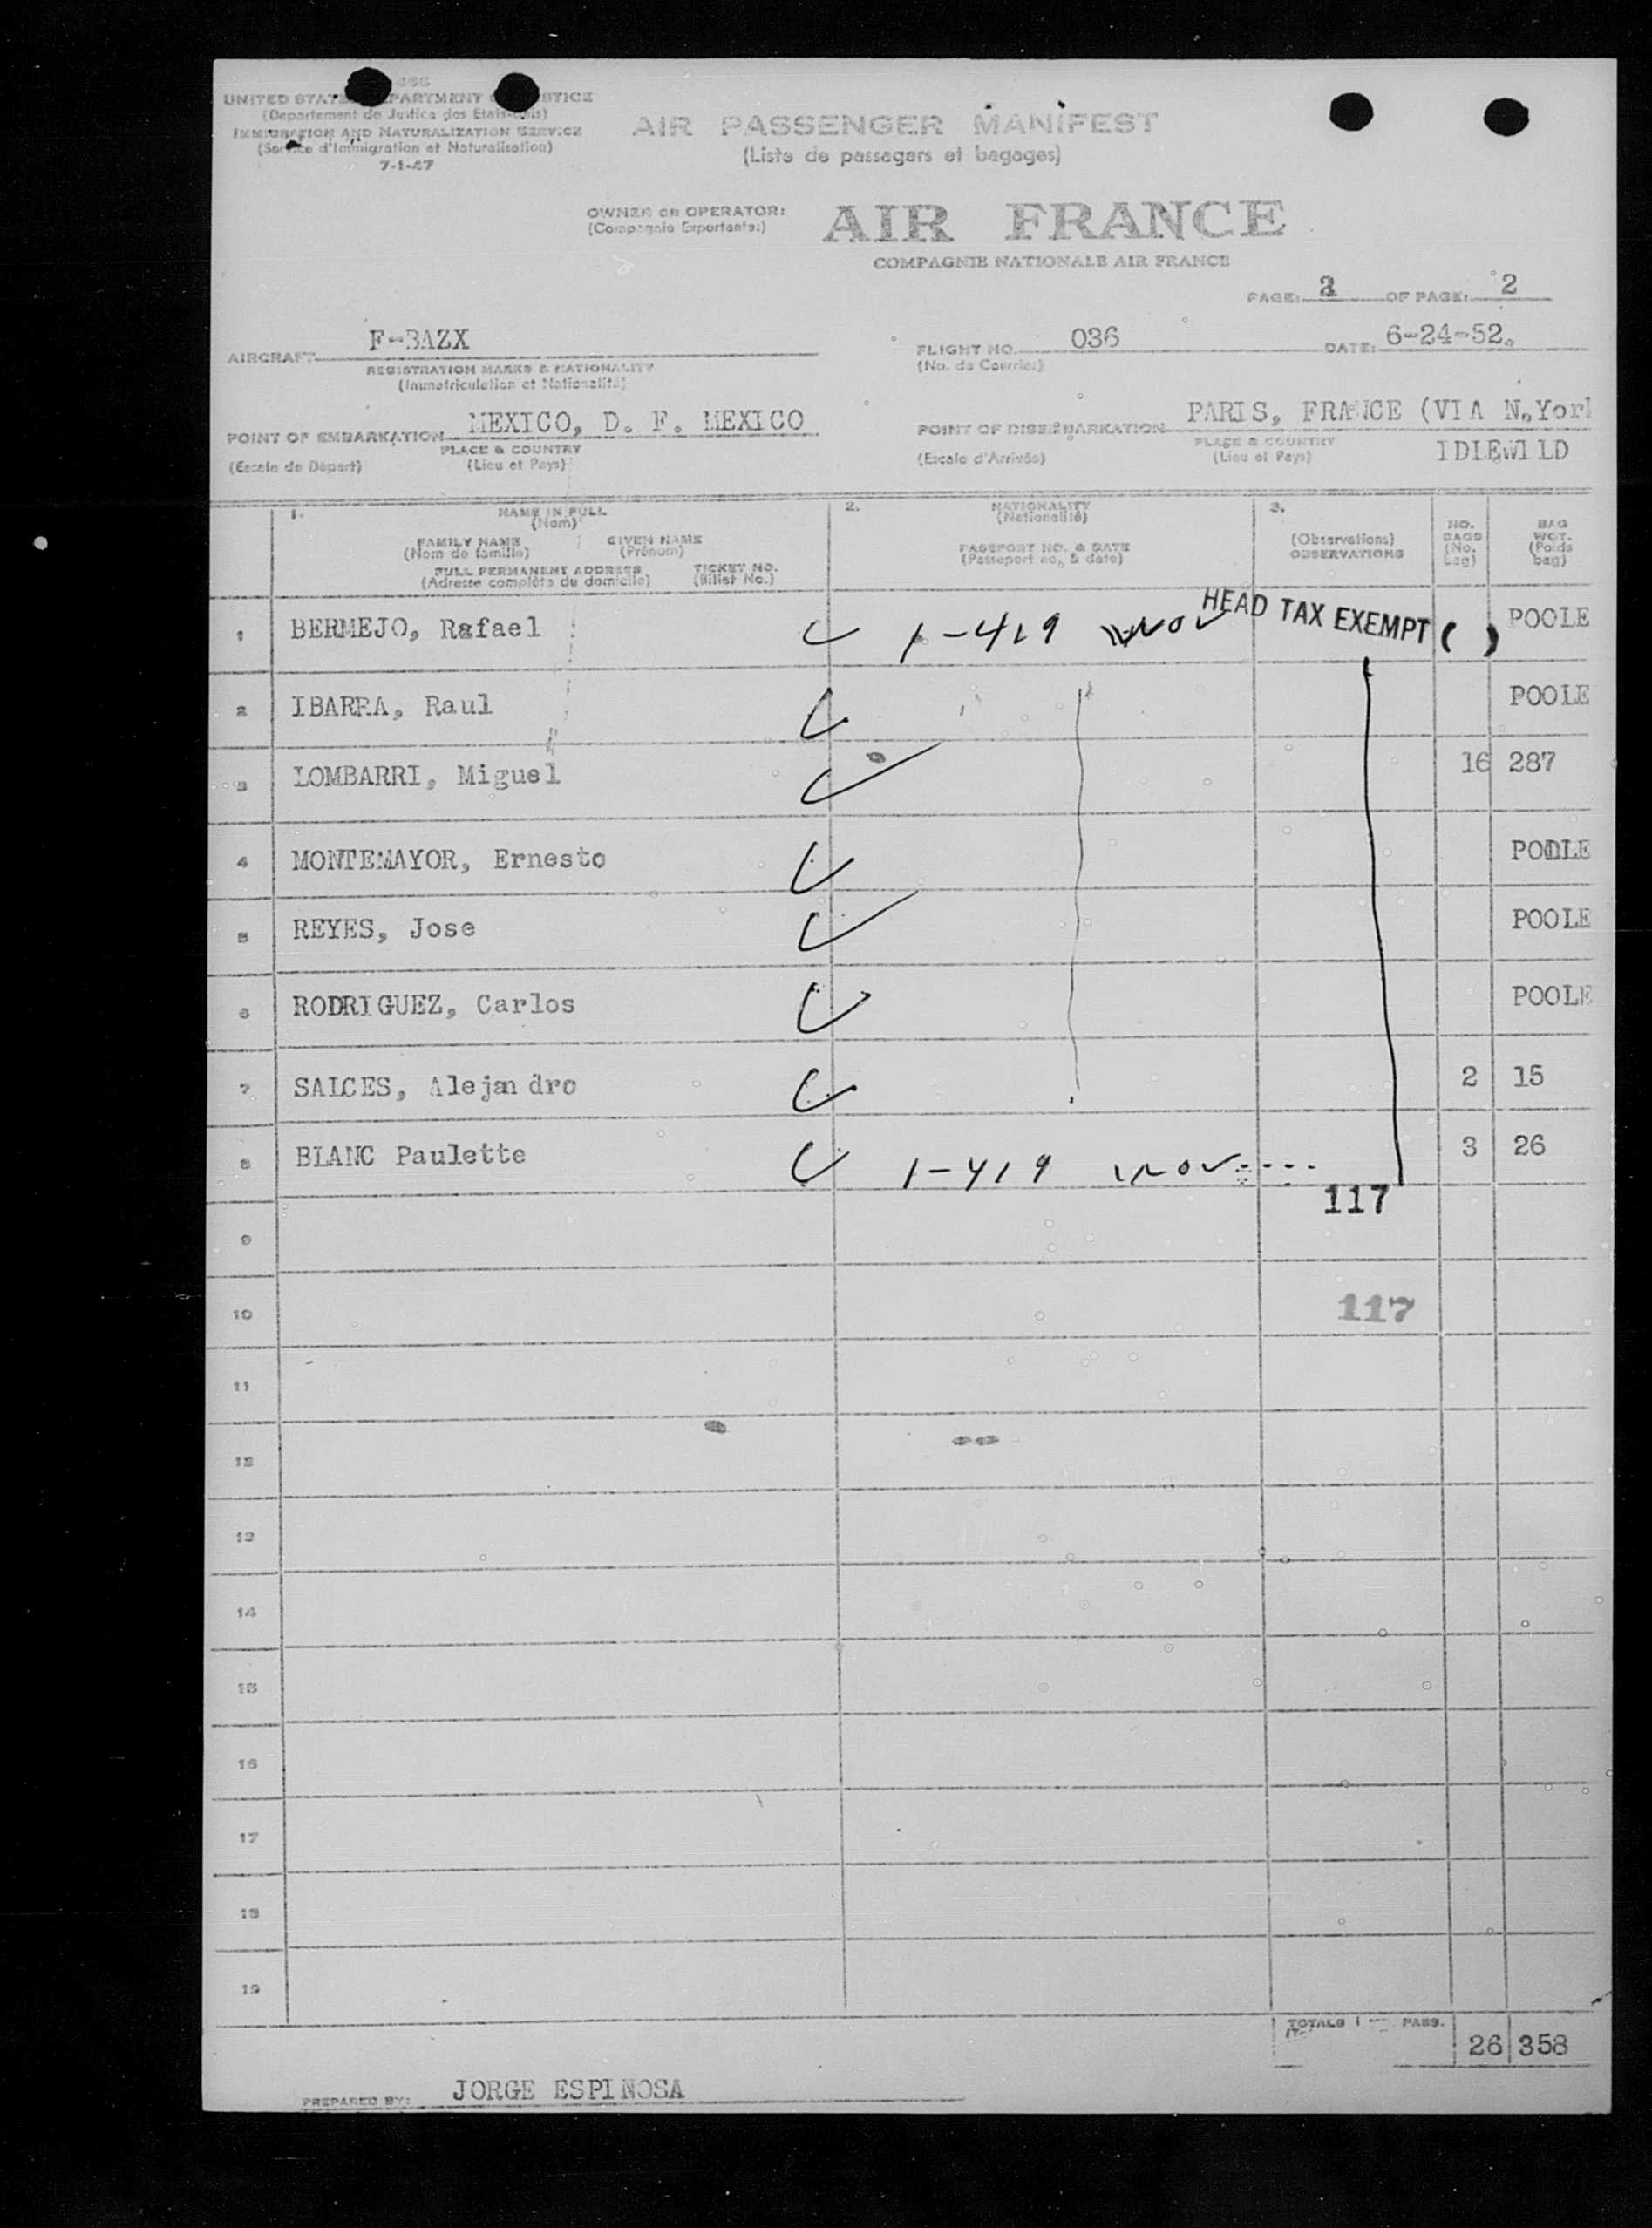 UNITED STATES DEPARTMENT OF JUSTICE
(Departement de Justice des Etats-Unis)
IMMIGRATION AND NATURALIZATION SERVICE
(Service d'Immigration et Naturalisation)
7-1-47
AIR PASSENGER MANIFEST
(Liste de passagers et bagages)
OWNER OR OPERATOR:
AIR FRANCE
COMPAGNIE NATIONALE AIR FRANCE
PAGE: 2 OF PAGE: 2
AIRCRAFT F-BAZX
REGISTRATION MARKS & NATIONALITY
(Immatriculation et Nationalité)
FLIGHT NO. 036 DATE: 6-24-52.
(No. de Courrier)
POINT OF EMBARKATION MEXICO, D. F. MEXICO
PLACE & COUNTRY
(Escale de Départ) (Lieu et Pays)
POINT OF DISEMBARKATION PARIS, FRANCE (VIA N.York
PLACE & COUNTRY IDLEWILD
(Escale d'Arrivée) (Lieu et Pays)
1. NAME IN FULL
(Nom)
FAMILY NAME GIVEN NAME
(Nom de famille) (Prénom)
FULL PERMANENT ADDRESS TICKET NO.
(Adresse complète du domicile) (Billet No.)
2. NATIONALITY
(Nationalité)
PASSPORT NO. & DATE
(Passeport no. & date)
3.
(Observations)
OBSERVATIONS
NO. BAGS (No. bag)
BAG WGT. (Poids bag)
HEAD TAX EXEMPT ( )
1 BERMEJO, Rafael 1-419 POOLE
2 IBARRA, Raul POOLE
3 LOMBARRI, Miguel 16 287
4 MONTEMAYOR, Ernesto POOLE
5 REYES, Jose POOLE
6 RODRIGUEZ, Carlos POOLE
7 SALCES, Alejandro 2 15
8 BLANC Paulette 1-419 3 26
117
9
10 117
11
12
13
14
15
16
17
18
19
TOTALS PASS. 26 358
PREPARED BY: JORGE ESPINOSA